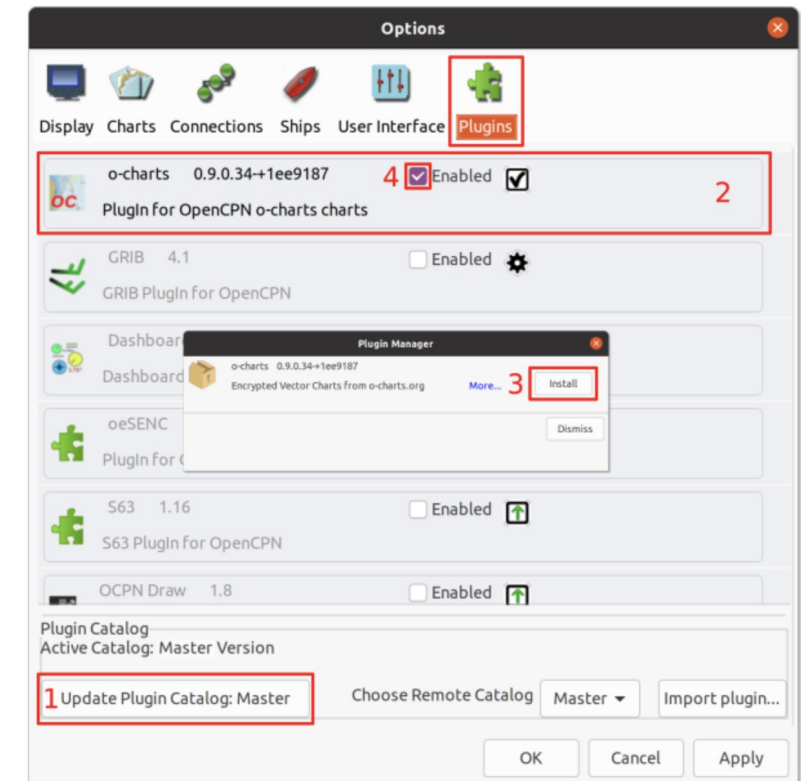 Options
Display Charts Connections Ships User Interface Plugins
o-charts 0.9.0.34-+1ee9187 4 Enabled
2
OC
PlugIn for OpenCPN o-charts charts
GRIB 4.1 Enabled
GRIB PlugIn for OpenCPN
Dashboar
Dashboard
Plugin Manager
o-charts 0.9.0.34-+1ee9187
Encrypted Vector Charts from o-charts.org More... 3 Install
Dismiss
oeSENC
PlugIn for
S63 1.16 Enabled
S63 PlugIn for OpenCPN
OCPN Draw 1.8 Enabled
Plugin Catalog
Active Catalog: Master Version
1 Update Plugin Catalog: Master Choose Remote Catalog Master Import plugin...
OK Cancel Apply